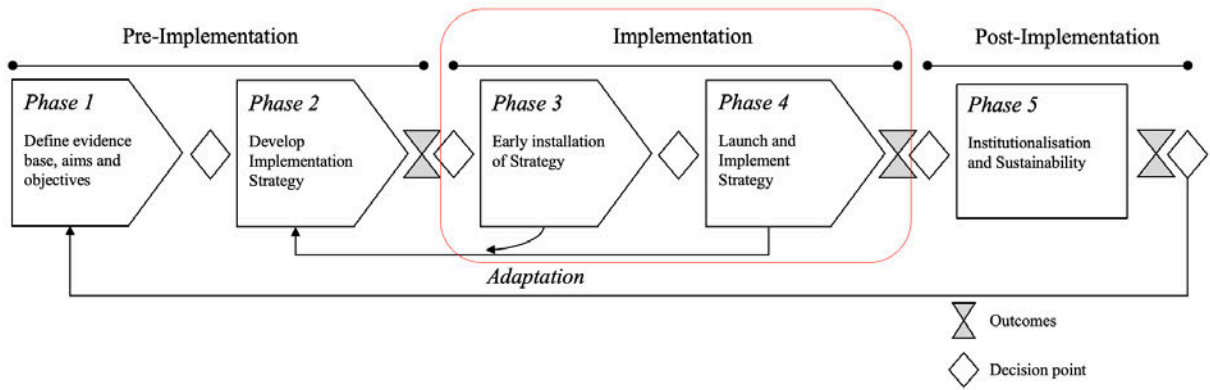 Pre-Implementation
Implementation
Post-Implementation
Phase 1
Define evidence
base, aims and
objectives
Phase 2
Develop
Implementation
Strategy
Phase 3
Early installation
of Strategy
Phase 4
Launch and
Implement
Strategy
Phase 5
Institutionalisation
and Sustainability
Adaptation
Outcomes
Decision point